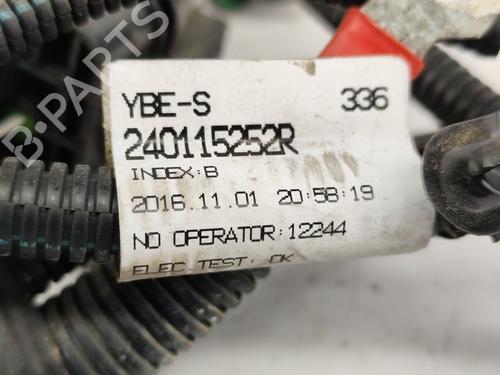 B-PARTS
YBE-S 336
240115252R
INDEX:B
2016.11.01 20:58:19
NO OPERATOR:12244
ELEC.TEST: OK